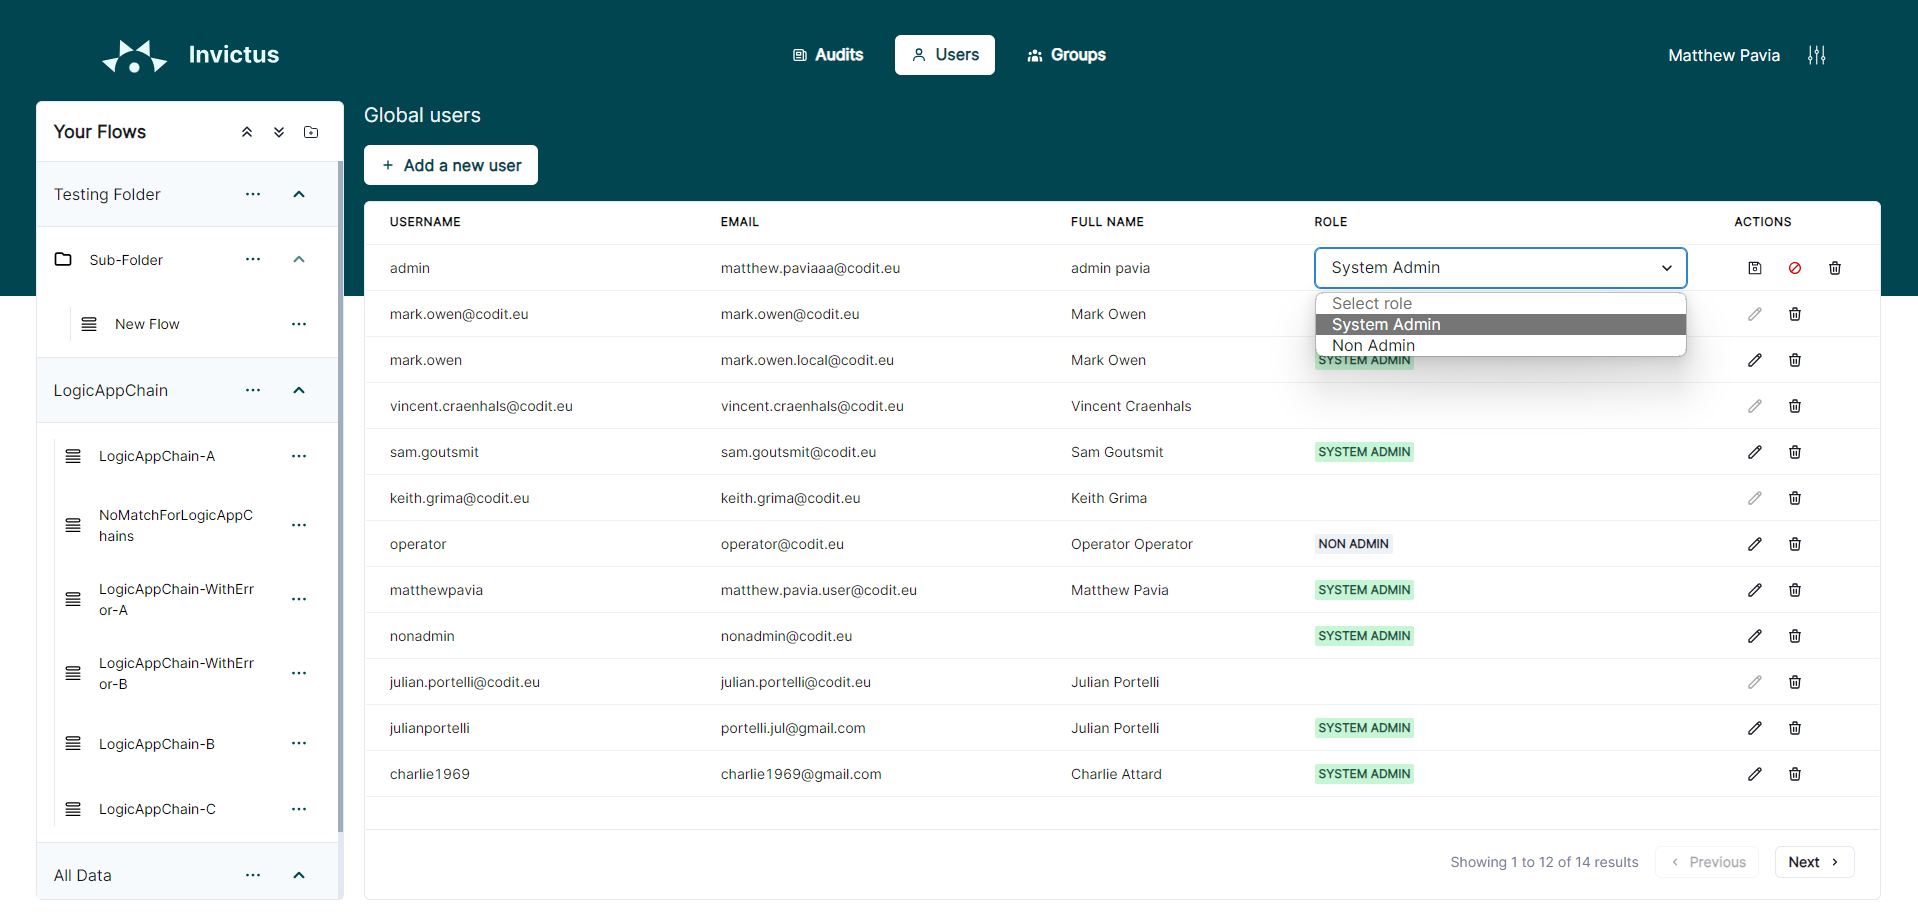 Invictus
Audits
Users
Groups
Matthew Pavia
Your Flows
Testing Folder
Sub-Folder
New Flow
LogicAppChain
LogicAppChain-A
NoMatchForLogicAppC
hains
LogicAppChain-WithErr
or-A
LogicAppChain-WithErr
or-B
LogicAppChain-B
LogicAppChain-C
All Data
Global users
+ Add a new user
USERNAME EMAIL FULL NAME ROLE ACTIONS
admin matthew.paviaaa@codit.eu admin pavia System Admin
Select role
System Admin
Non Admin
mark.owen@codit.eu mark.owen@codit.eu Mark Owen
mark.owen mark.owen.local@codit.eu Mark Owen SYSTEM ADMIN
vincent.craenhals@codit.eu vincent.craenhals@codit.eu Vincent Craenhals
sam.goutsmit sam.goutsmit@codit.eu Sam Goutsmit SYSTEM ADMIN
keith.grima@codit.eu keith.grima@codit.eu Keith Grima
operator operator@codit.eu Operator Operator NON ADMIN
matthewpavia matthew.pavia.user@codit.eu Matthew Pavia SYSTEM ADMIN
nonadmin nonadmin@codit.eu SYSTEM ADMIN
julian.portelli@codit.eu julian.portelli@codit.eu Julian Portelli
julianportelli portelli.jul@gmail.com Julian Portelli SYSTEM ADMIN
charlie1969 charlie1969@gmail.com Charlie Attard SYSTEM ADMIN
Showing 1 to 12 of 14 results
Previous
Next